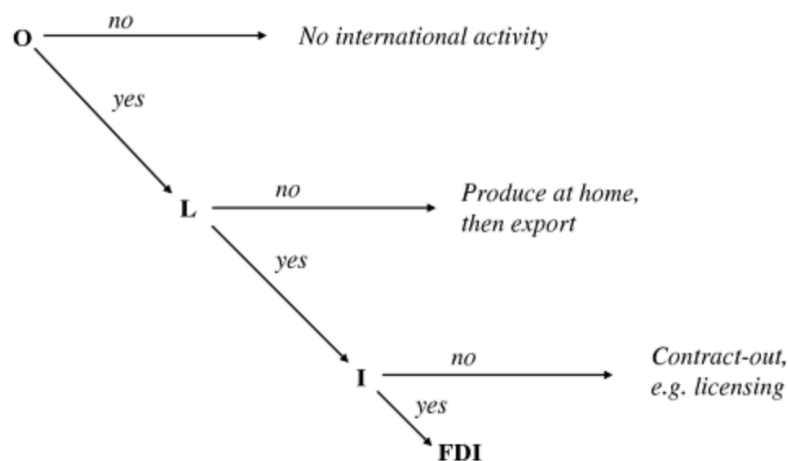 no
O
No international activity
yes
no
L
Produce at home,
then export
yes
no
I
Contract-out,
e.g. licensing
yes
FDI